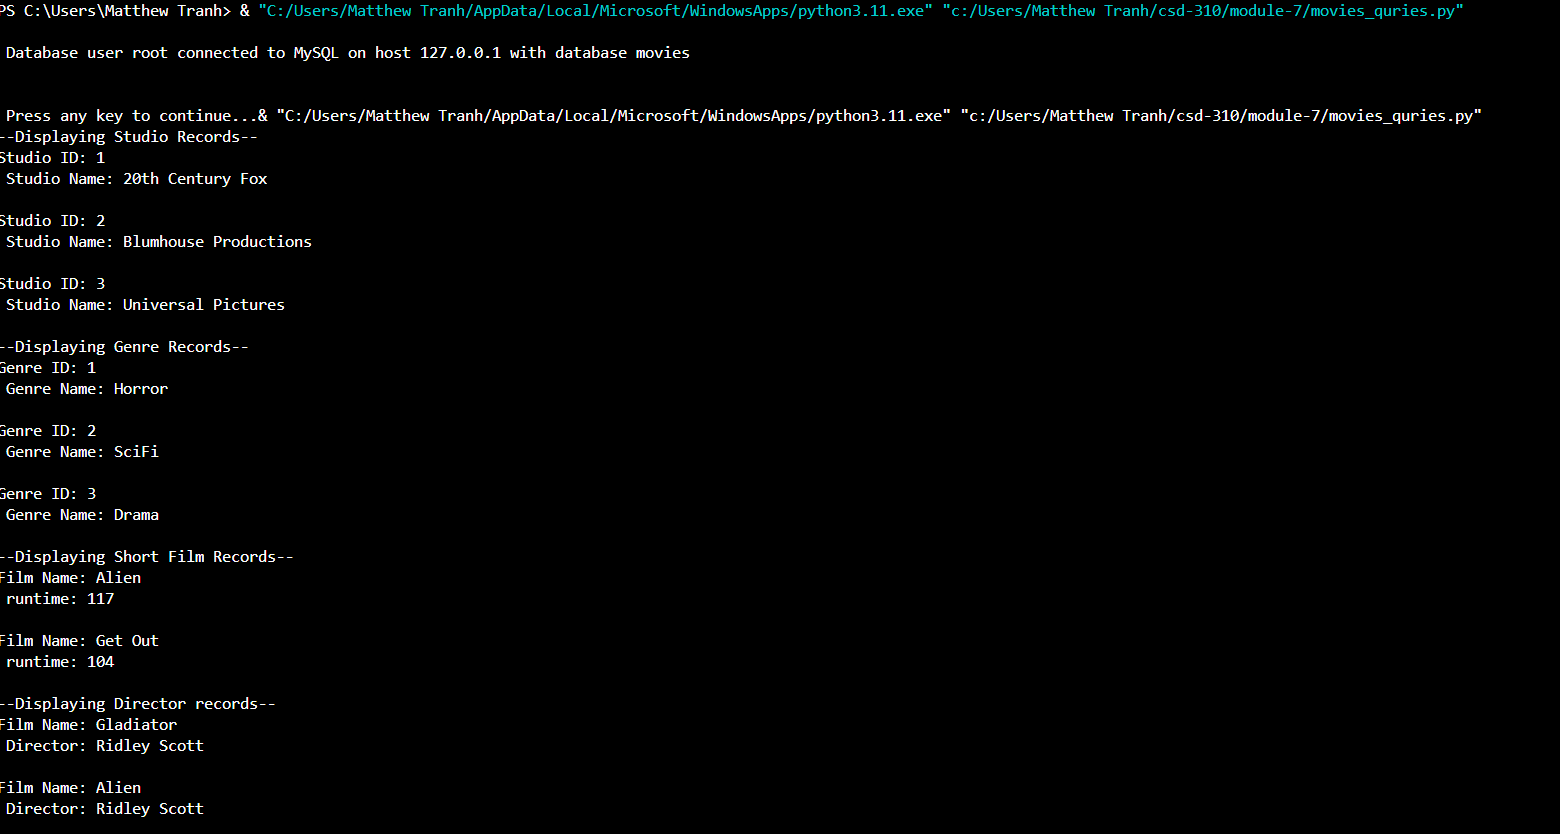 PS C:\Users\Matthew Tranh> & "C:/Users/Matthew Tranh/AppData/Local/Microsoft/WindowsApps/python3.11.exe" "c:/Users/Matthew Tranh/csd-310/module-7/movies_quries.py"
Database user root connected to MySQL on host 127.0.0.1 with database movies
Press any key to continue...& "C:/Users/Matthew Tranh/AppData/Local/Microsoft/WindowsApps/python3.11.exe" "c:/Users/Matthew Tranh/csd-310/module-7/movies_quries.py"
--Displaying Studio Records--
Studio ID: 1
Studio Name: 20th Century Fox
Studio ID: 2
Studio Name: Blumhouse Productions
Studio ID: 3
Studio Name: Universal Pictures
--Displaying Genre Records--
Genre ID: 1
Genre Name: Horror
Genre ID: 2
Genre Name: SciFi
Genre ID: 3
Genre Name: Drama
--Displaying Short Film Records--
Film Name: Alien
runtime: 117
Film Name: Get Out
runtime: 104
--Displaying Director records--
Film Name: Gladiator
Director: Ridley Scott
Film Name: Alien
Director: Ridley Scott